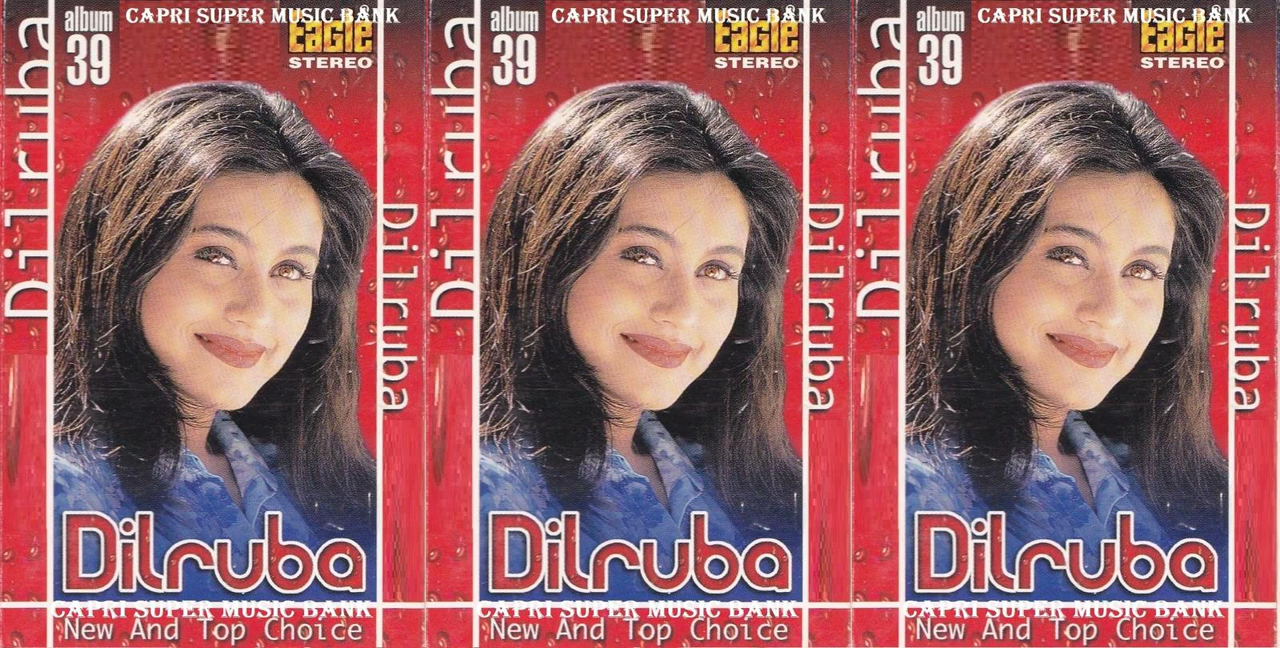 Dilruba
album
39
CAPRI SUPER MUSIC BANK
EAGLE
STEREO
Dilruba
Dilruba
CAPRI SUPER MUSIC BANK
New And Top Choice
Dilruba
album
39
CAPRI SUPER MUSIC BANK
EAGLE
STEREO
Dilruba
Dilruba
CAPRI SUPER MUSIC BANK
New And Top Choice
Dilruba
album
39
CAPRI SUPER MUSIC BANK
EAGLE
STEREO
Dilruba
Dilruba
CAPRI SUPER MUSIC BANK
New And Top Choice